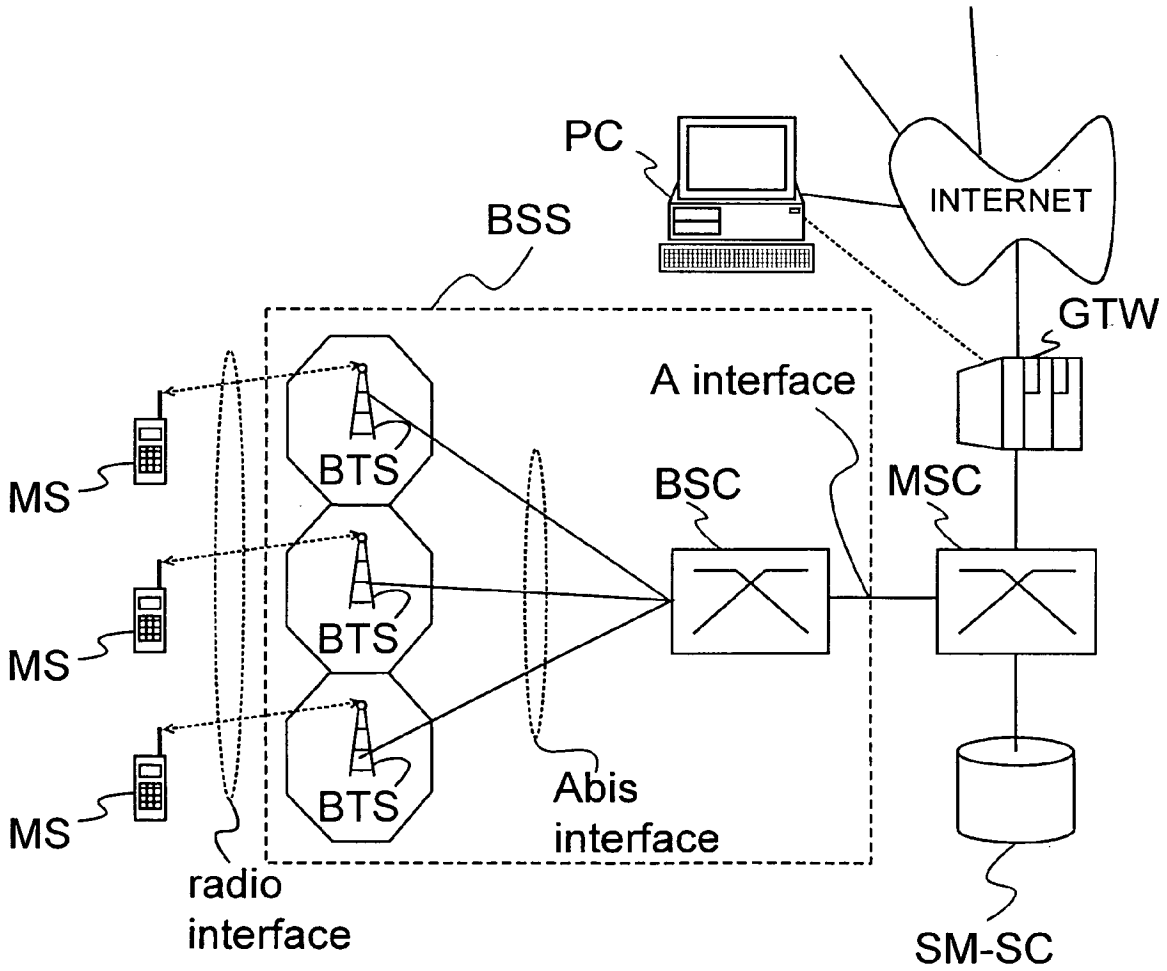 PC
INTERNET
BSS
GTW
A interface
MS
BTS
BSC
MSC
MS
BTS
MS
BTS
Abis
interface
radio
interface
SM-SC